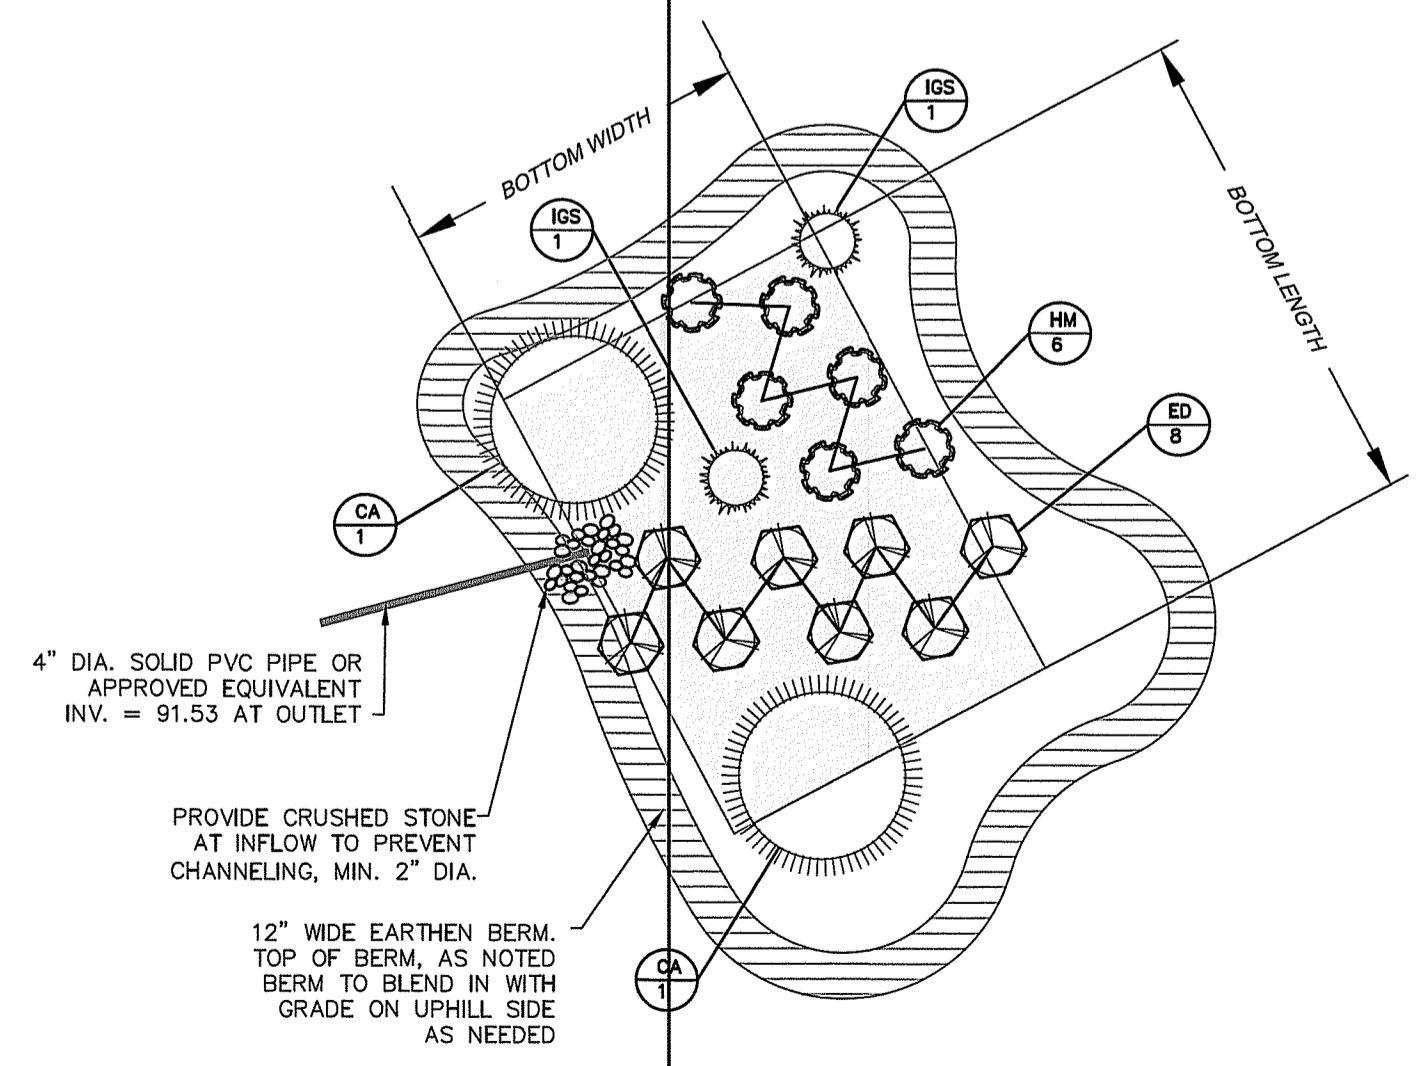 IGS
1
BOTTOM WIDTH
IGS
1
BOTTOM LENGTH
HM
6
ED
8
CA
1
4" DIA. SOLID PVC PIPE OR
APPROVED EQUIVALENT
INV. = 91.53 AT OUTLET
PROVIDE CRUSHED STONE
AT INFLOW TO PREVENT
CHANNELING, MIN. 2" DIA.
12" WIDE EARTHEN BERM.
TOP OF BERM, AS NOTED
BERM TO BLEND IN WITH
GRADE ON UPHILL SIDE
AS NEEDED
CA
1